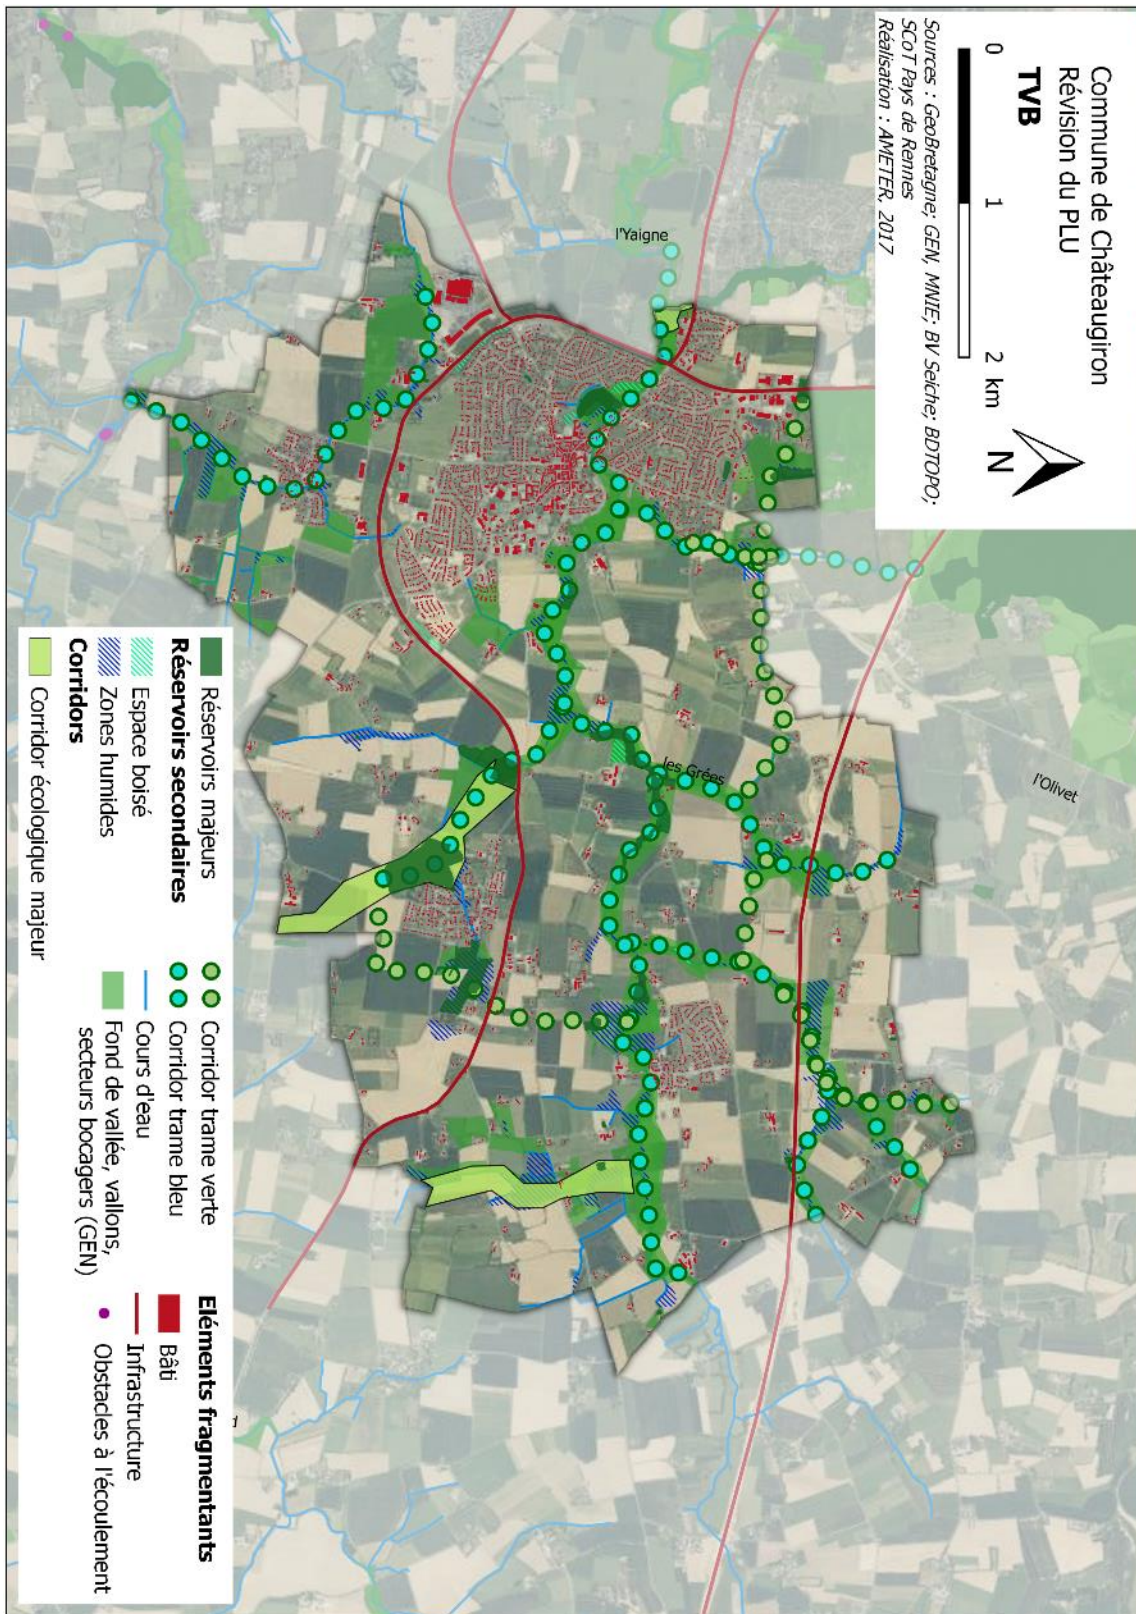 Commune de Châteaugiron
Révision du PLU
TVB
0 1 2 km
N
Sources : GeoBretagne; GEN, MNIE; BV Seiche; BDTOPO;
SCoT Pays de Rennes
Réalisation : AMETER, 2017
l'Yaigne
les Grées
l'Olivet
Réservoirs majeurs
Réservoirs secondaires
Espace boisé
Zones humides
Corridors
Corridor écologique majeur
Corridor trame verte
Corridor trame bleu
Cours d'eau
Fond de vallée, vallons,
secteurs bocagers (GEN)
Eléments fragmentants
Bâti
Infrastructure
Obstacles à l'écoulement